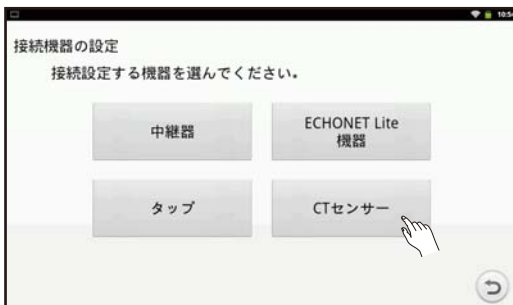 10:54
接続機器の設定
接続設定する機器を選んでください。
中継器
ECHONET Lite
機器
タップ
CTセンサー